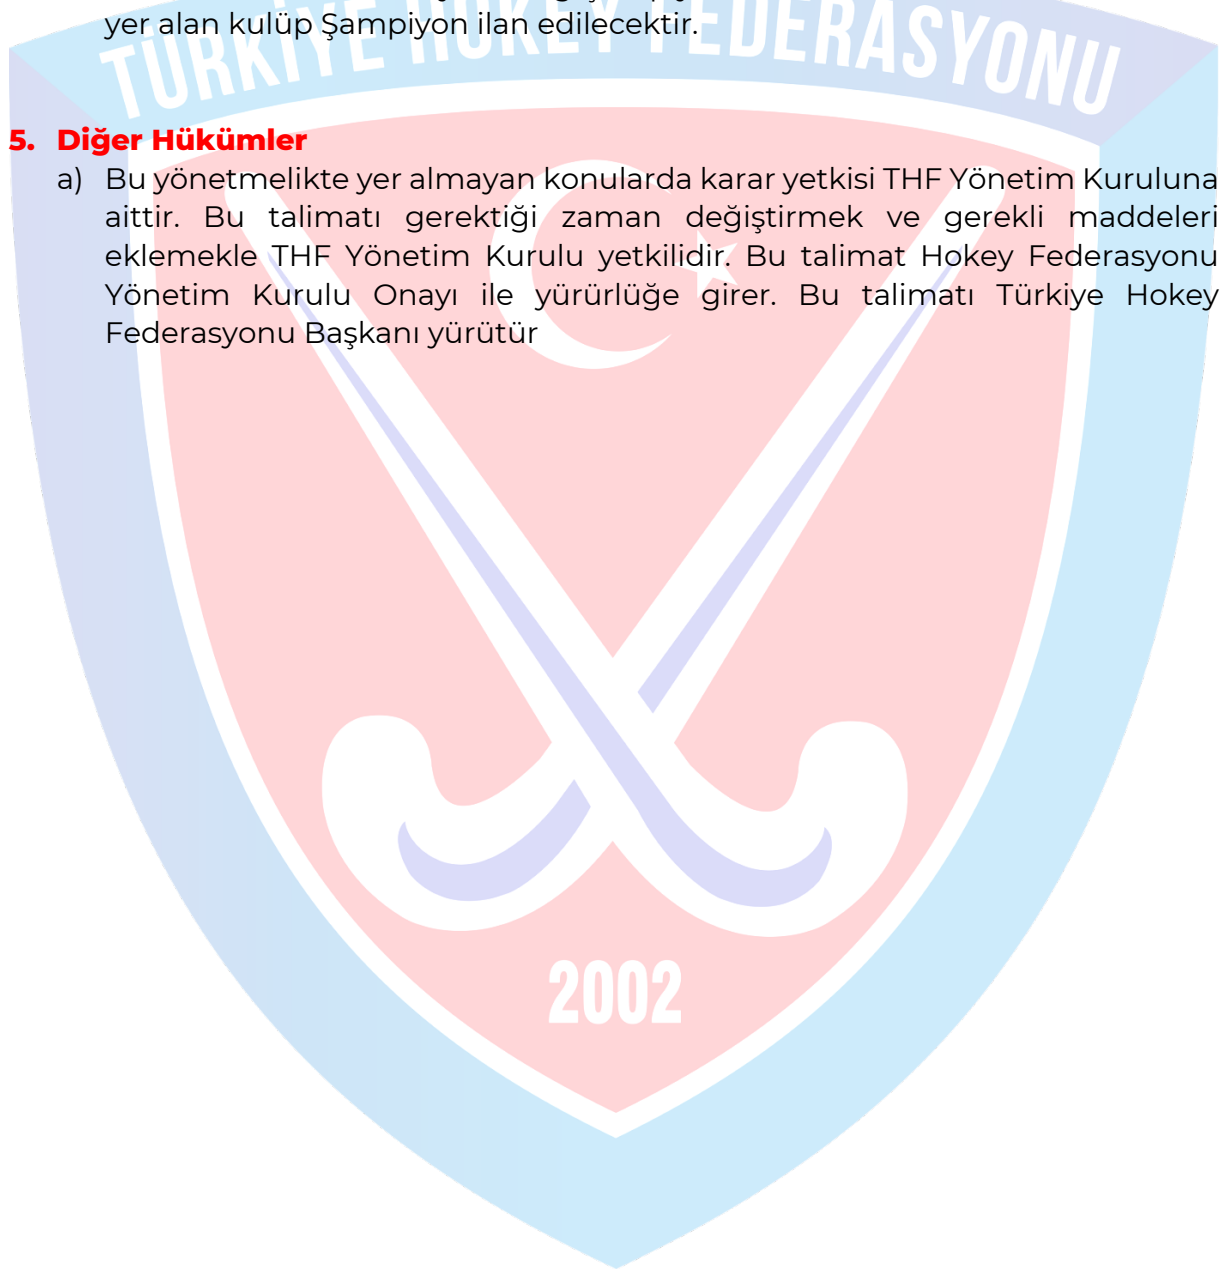 yer alan kulüp Şampiyon ilan edilecektir.
TÜRKİYE HOKEY FEDERASYONU
5. Diğer Hükümler
a) Bu yönetmelikte yer almayan konularda karar yetkisi THF Yönetim Kuruluna
aittir. Bu talimatı gerektiği zaman değiştirmek ve gerekli maddeleri
eklemekle THF Yönetim Kurulu yetkilidir. Bu talimat Hokey Federasyonu
Yönetim Kurulu Onayı ile yürürlüğe girer. Bu talimatı Türkiye Hokey
Federasyonu Başkanı yürütür
2002